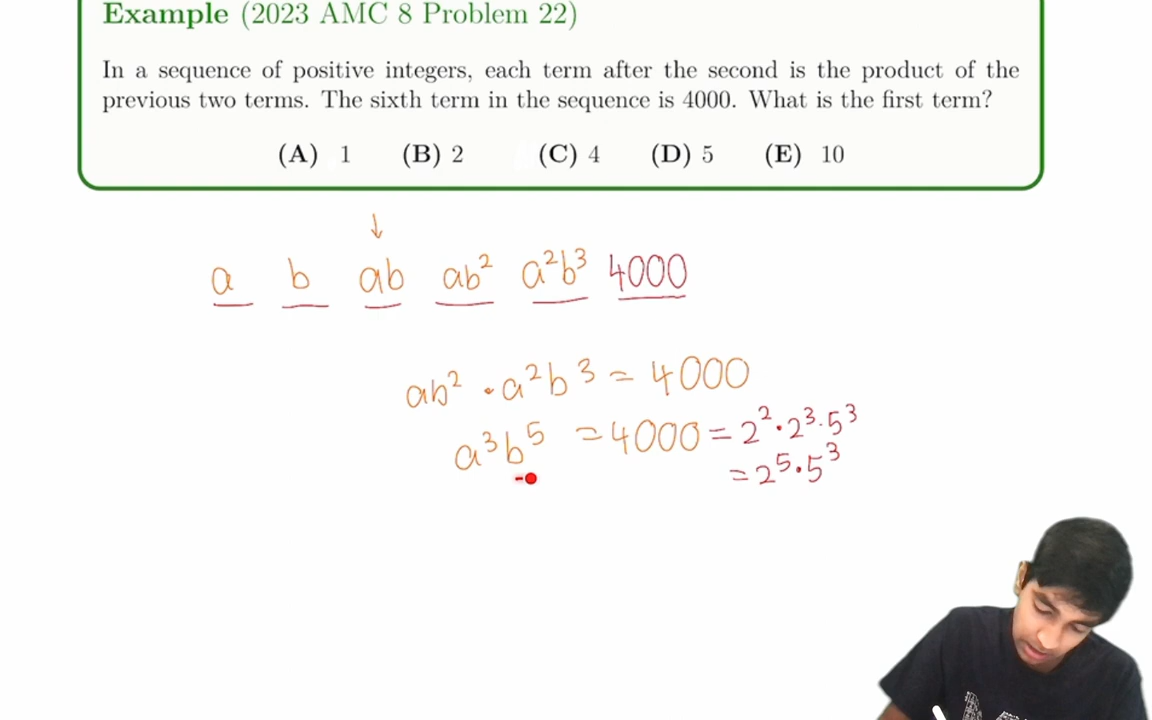 Example (2023 AMC 8 Problem 22)
In a sequence of positive integers, each term after the second is the product of the
previous two terms. The sixth term in the sequence is 4000. What is the first term?
(A) 1 (B) 2 (C) 4 (D) 5 (E) 10
↓
a b ab ab² a²b³ 4000
ab² · a²b³ = 4000
a³b⁵ = 4000 = 2² · 2³ · 5³
= 2⁵ · 5³